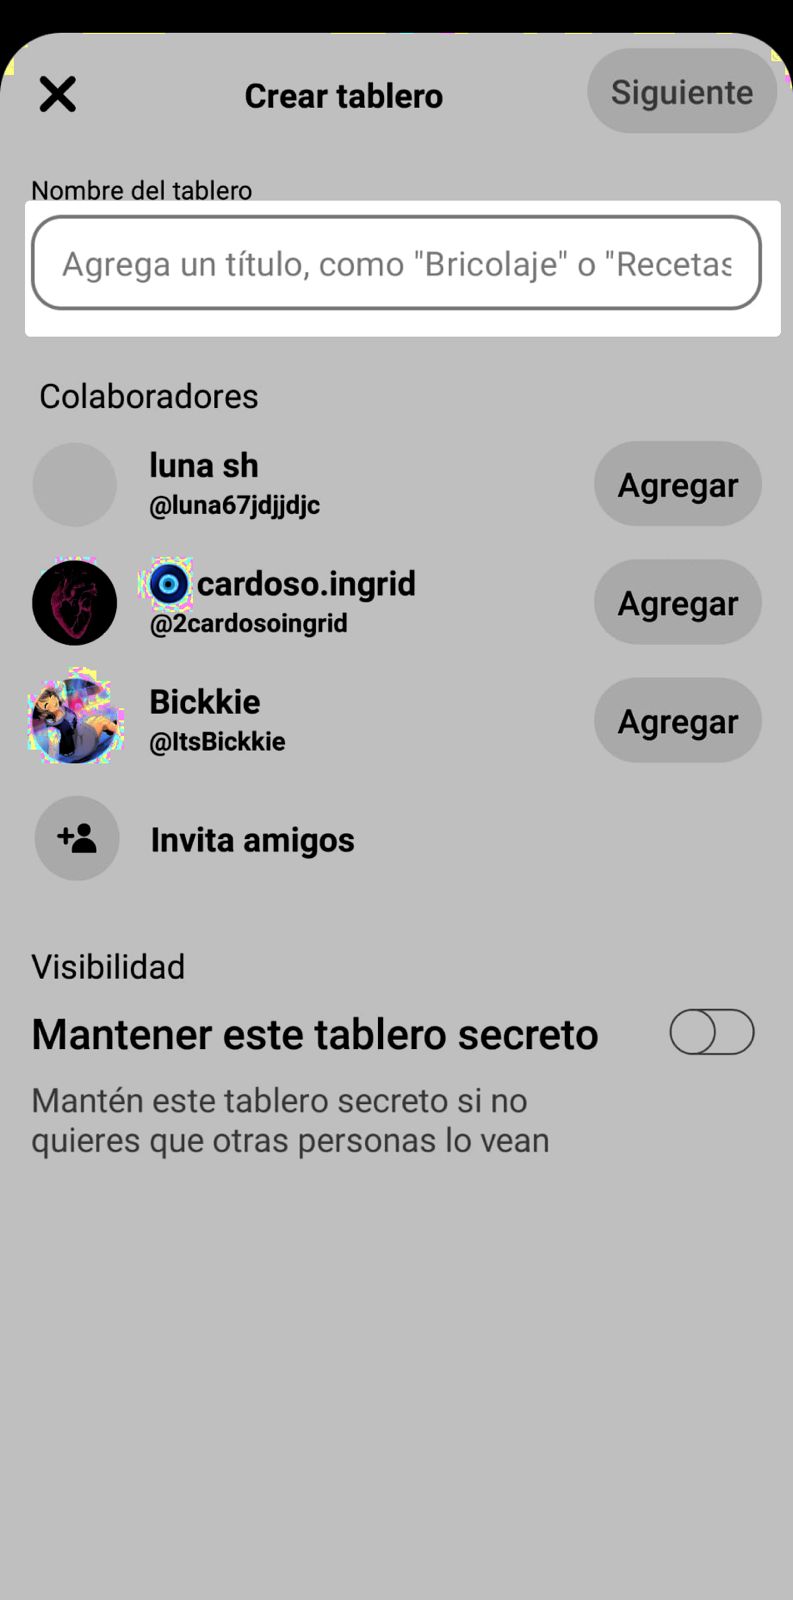 Crear tablero
Siguiente
Nombre del tablero
Agrega un título, como "Bricolaje" o "Recetas
Colaboradores
luna sh
@luna67jdjjdjc
Agregar
🧿cardoso.ingrid
@2cardosoingrid
Agregar
Bickkie
@ItsBickkie
Agregar
Invita amigos
Visibilidad
Mantener este tablero secreto
Mantén este tablero secreto si no
quieres que otras personas lo vean